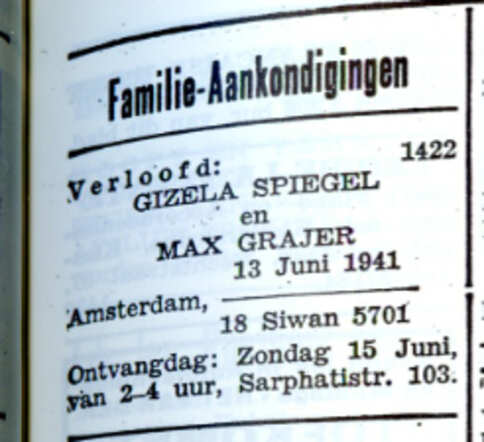 Familie-Aankondigingen
1422
Verloofd:
GIZELA SPIEGEL
en
MAX GRAJER
13 Juni 1941
Amsterdam,
18 Siwan 5701
Ontvangdag: Zondag 15 Juni,
van 2–4 uur, Sarphatistr. 103.